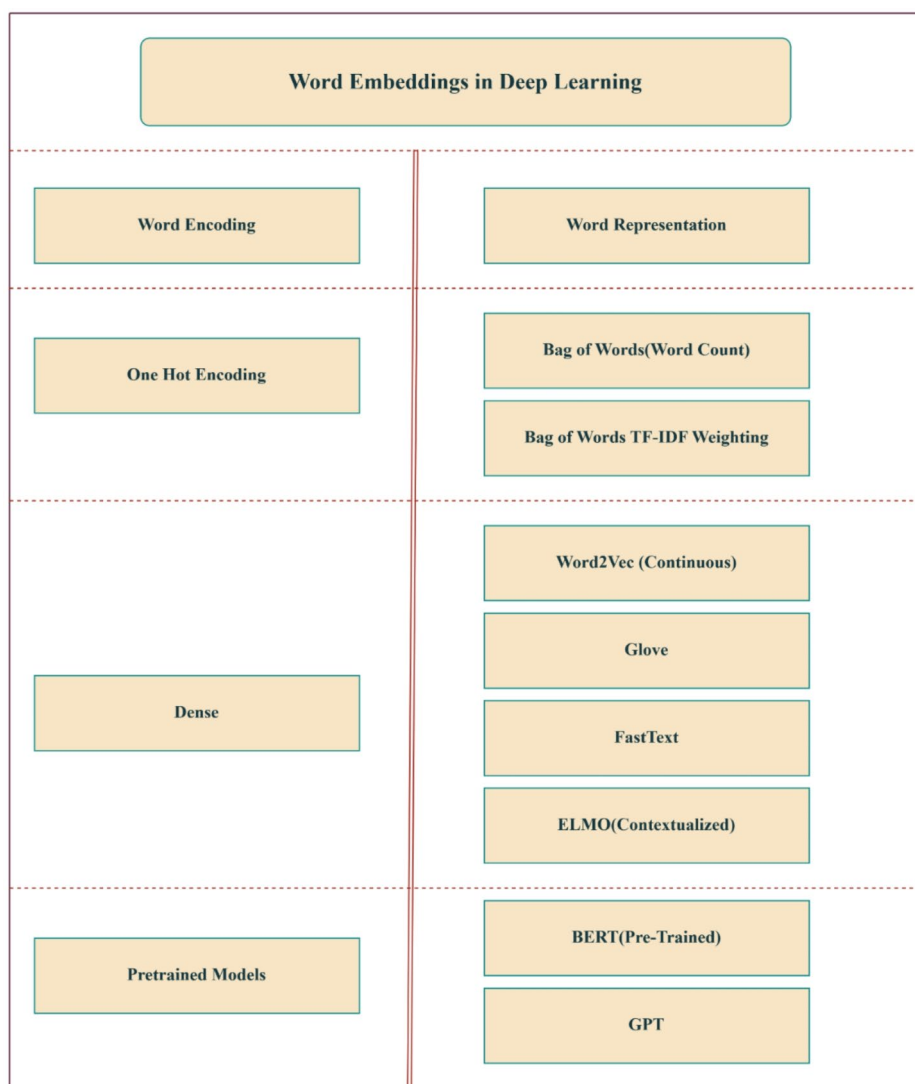 Word Embeddings in Deep Learning
Word Encoding
Word Representation
One Hot Encoding
Bag of Words(Word Count)
Bag of Words TF-IDF Weighting
Dense
Word2Vec (Continuous)
Glove
FastText
ELMO(Contextualized)
Pretrained Models
BERT(Pre-Trained)
GPT